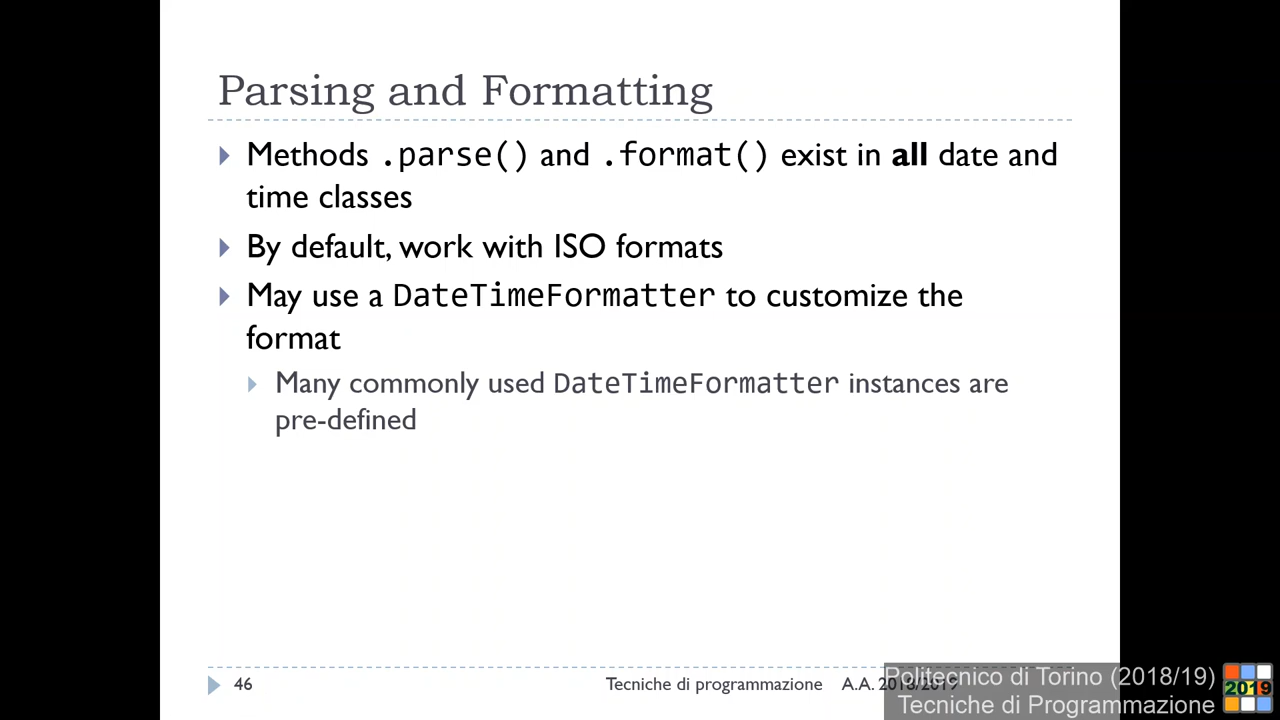 Parsing and Formatting
Methods .parse() and .format() exist in all date and
time classes
By default, work with ISO formats
May use a DateTimeFormatter to customize the
format
Many commonly used DateTimeFormatter instances are
pre-defined
46
Tecniche di programmazione A.A. 2018/2019
Politecnico di Torino (2018/19)
Tecniche di Programmazione
2019